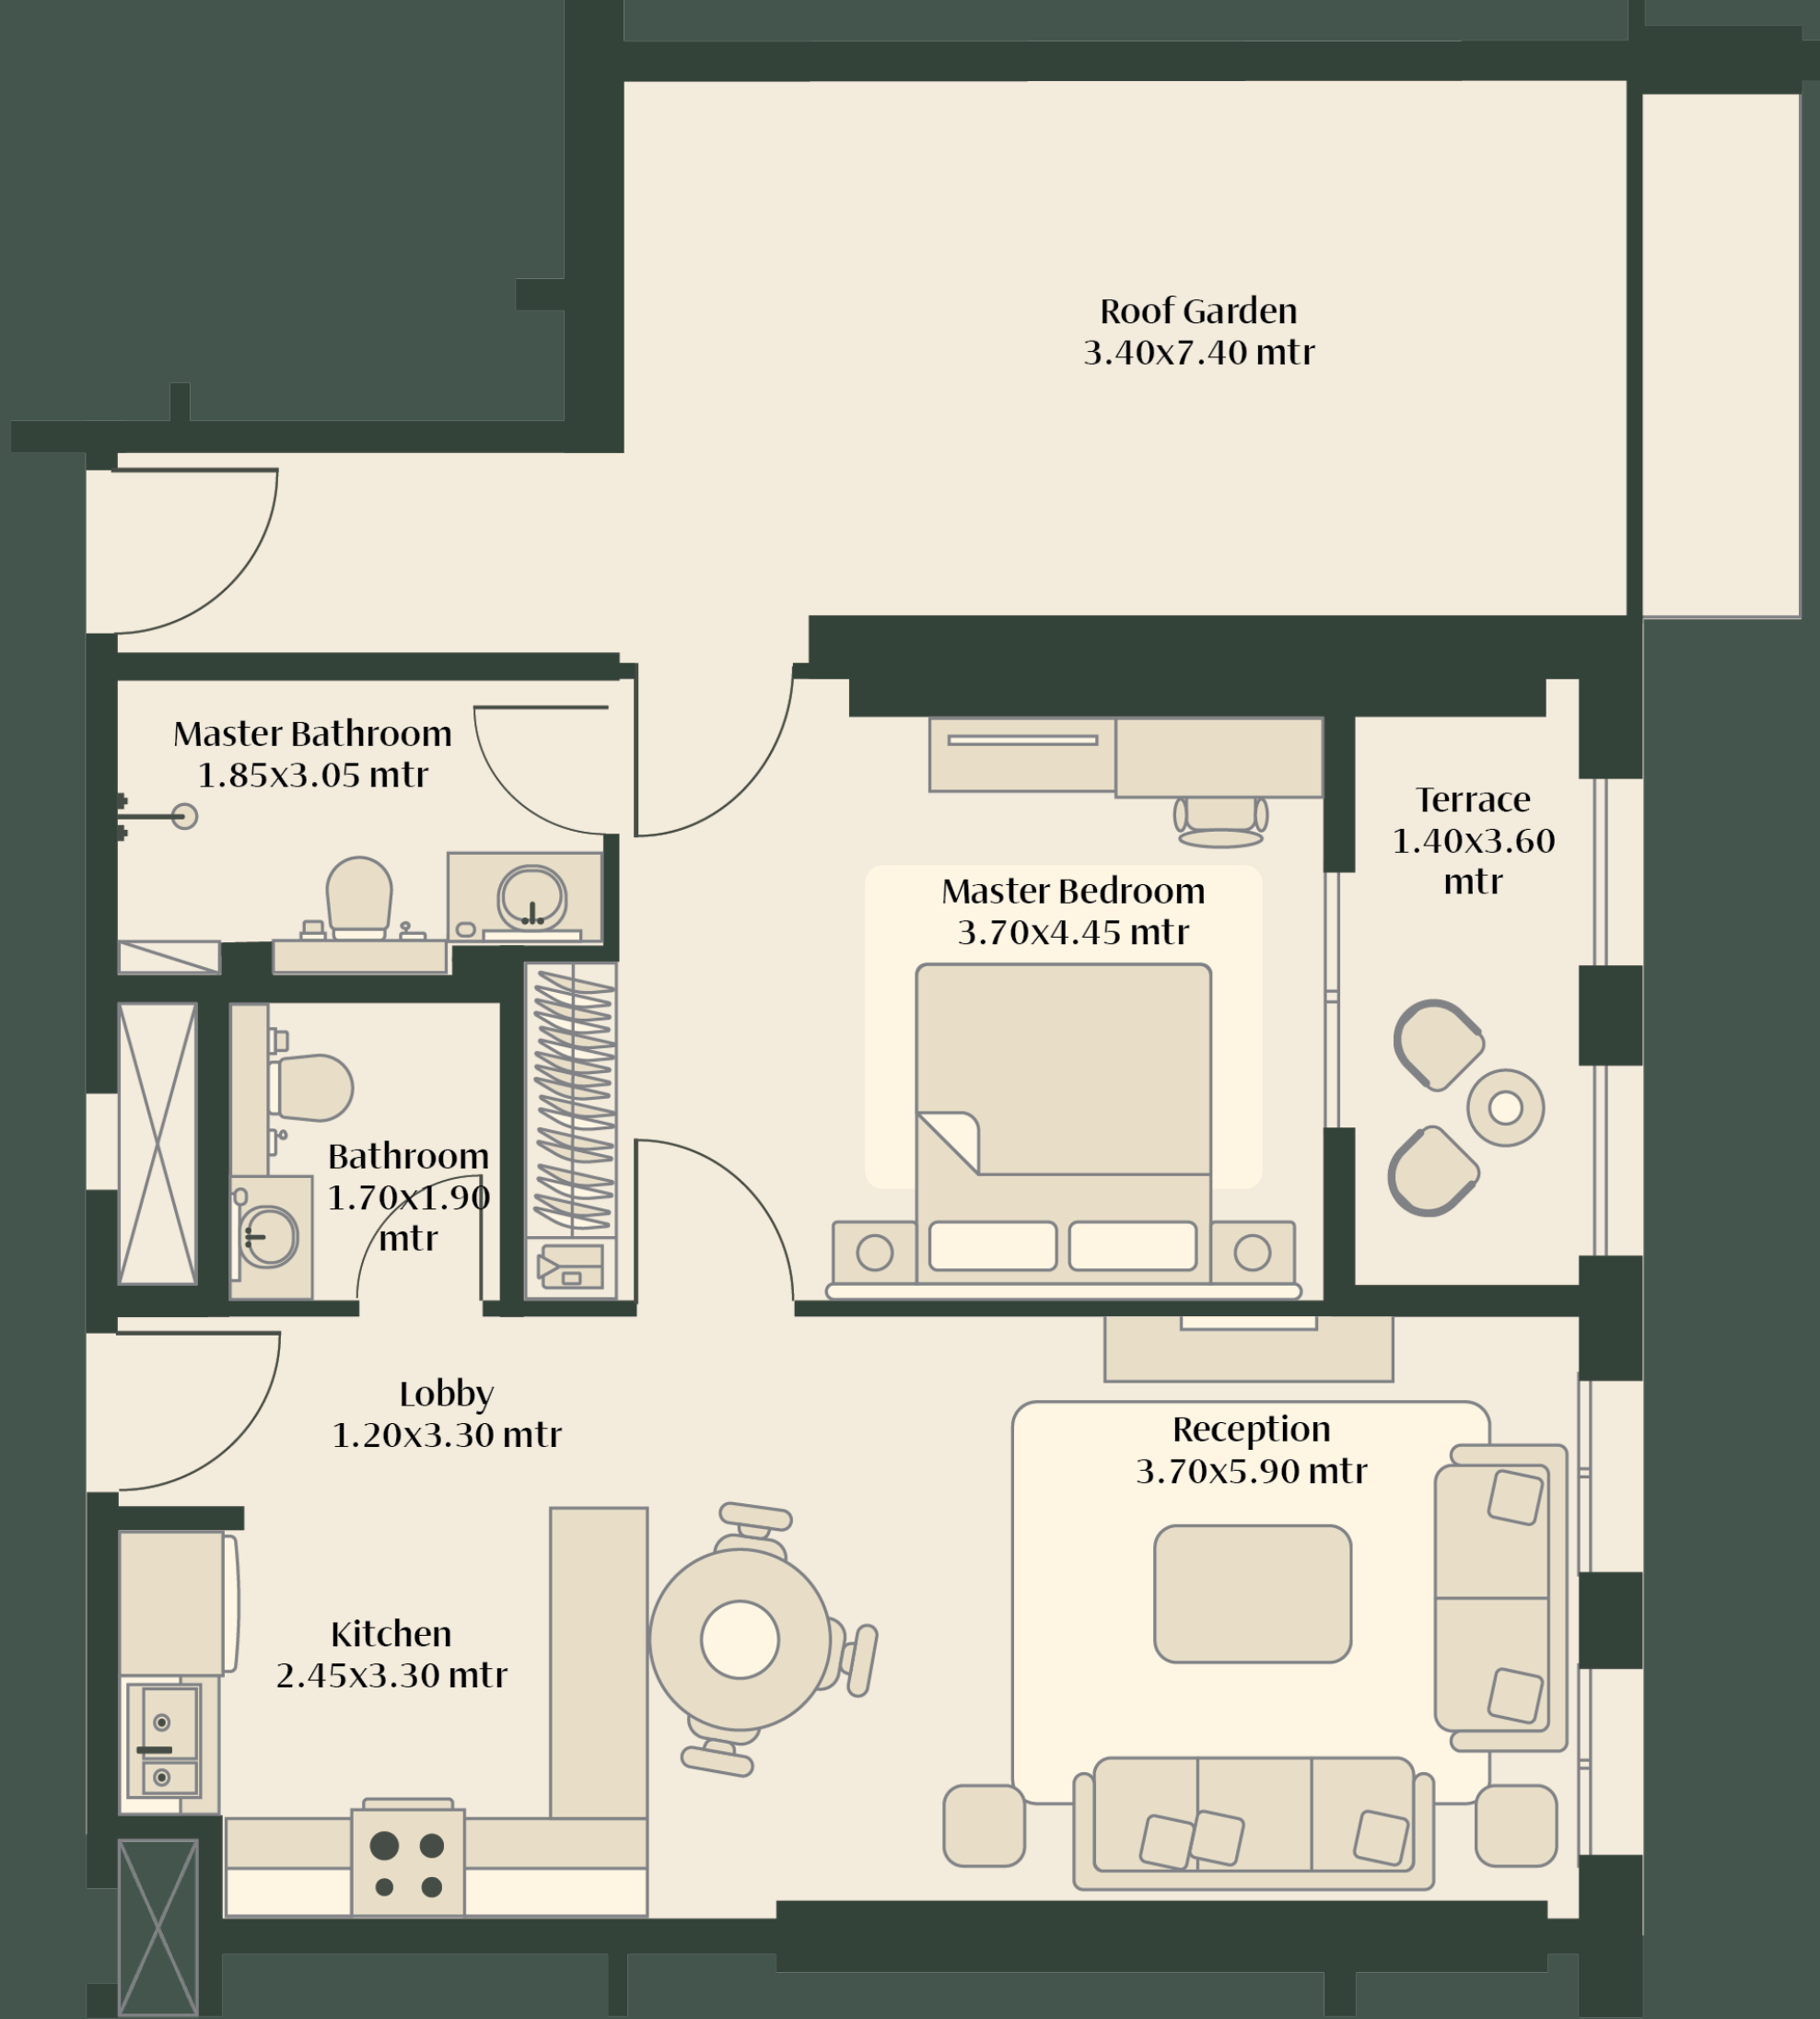 Roof Garden
3.40x7.40 mtr
Master Bathroom
1.85x3.05 mtr
Terrace
1.40x3.60
mtr
Master Bedroom
3.70x4.45 mtr
Bathroom
1.70x1.90
mtr
Lobby
1.20x3.30 mtr
Reception
3.70x5.90 mtr
Kitchen
2.45x3.30 mtr